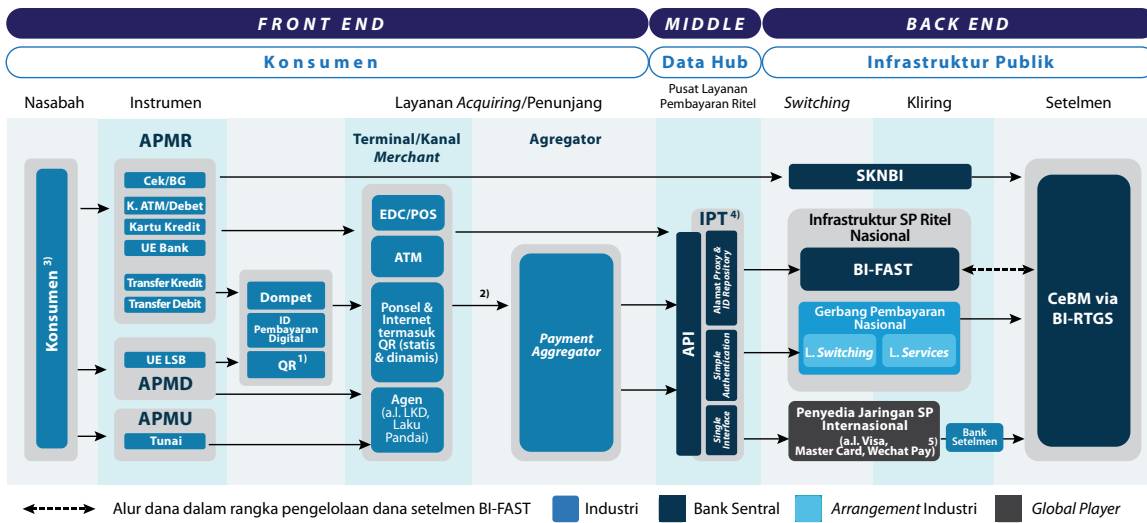 FRONT END
MIDDLE
BACK END
Konsumen
Data Hub
Infrastruktur Publik
Nasabah
Instrumen
Layanan Acquiring/Penunjang
Pusat Layanan
Pembayaran Ritel
Switching
Kliring
Setelmen
APMR
Terminal/Kanal
Merchant
Agregator
Konsumen 3)
Cek/BG
K. ATM/Debet
Kartu Kredit
UE Bank
Transfer Kredit
Transfer Debit
UE LSB
APMD
APMU
Tunai
Dompet
ID
Pembayaran
Digital
QR 1)
EDC/POS
ATM
Ponsel &
Internet
termasuk
QR (statis
& dinamis)
Agen
(a.l. LKD,
Laku
Pandai)
2)
Payment
Aggregator
IPT 4)
API
Alamat Proxy &
ID Repository
Simple
Authentication
Single
Interface
SKNBI
Infrastruktur SP Ritel
Nasional
BI-FAST
Gerbang Pembayaran
Nasional
L. Switching
L. Services
Penyedia Jaringan SP
Internasional
(a.l. Visa, 5)
Master Card, Wechat Pay)
Bank
Setelmen
CeBM via
BI-RTGS
Alur dana dalam rangka pengelolaan dana setelmen BI-FAST
Industri
Bank Sentral
Arrangement Industri
Global Player